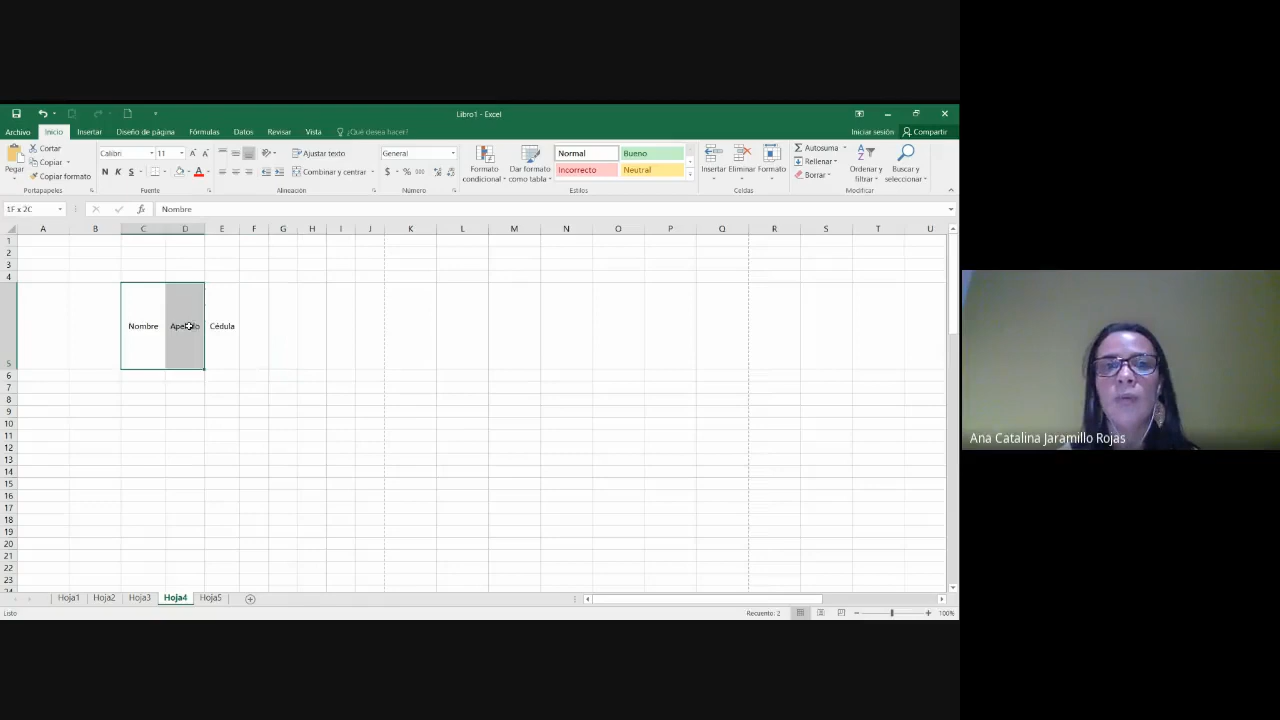 Libro1 - Excel
Archivo Inicio Insertar Diseño de página Fórmulas Datos Revisar Vista ¿Qué desea hacer? Iniciar sesión Compartir
Pegar
Cortar
Copiar
Copiar formato
Portapapeles
Calibri 11
N K S
Fuente
Ajustar texto
Combinar y centrar
Alineación
General
$ % 000
Número
Formato condicional
Dar formato como tabla
Normal Bueno
Incorrecto Neutral
Estilos
Insertar Eliminar Formato
Celdas
Autosuma
Rellenar
Borrar
Ordenar y filtrar
Buscar y seleccionar
Modificar
1F x 2C fx Nombre
A B C D E F G H I J K L M N O P Q R S T U
1
2
3
4
Nombre Cédula
5
6
7
8
9
10
11
12
13
14
15
16
17
18
19
20
21
22
23
Hoja1 Hoja2 Hoja3 Hoja4 Hoja5
Listo Recuento: 2 100%
Ana Catalina Jaramillo Rojas